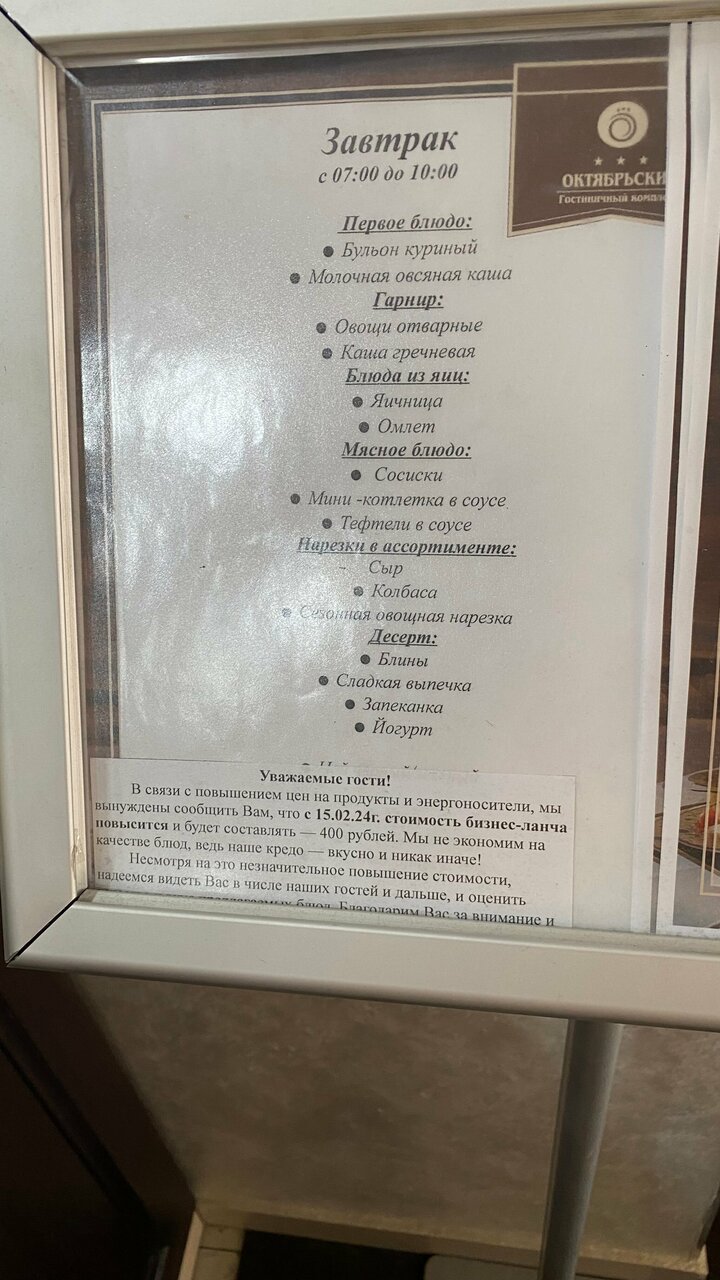 Завтрак
с 07:00 до 10:00
ОКТЯБРЬСКИ
Гостиничный компле
Первое блюдо:
● Бульон куриный
● Молочная овсяная каша
Гарнир:
● Овощи отварные
● Каша гречневая
Блюда из яиц:
● Яичница
● Омлет
Мясное блюдо:
● Сосиски
● Мини -котлетка в соусе
● Тефтели в соусе
Нарезки в ассортименте:
- Сыр
● Колбаса
● Сезонная овощная нарезка
Десерт:
● Блины
● Сладкая выпечка
● Запеканка
● Йогурт
Уважаемые гости!
В связи с повышением цен на продукты и энергоносители, мы
вынуждены сообщить Вам, что с 15.02.24г. стоимость бизнес-ланча
повысится и будет составлять — 400 рублей. Мы не экономим на
качестве блюд, ведь наше кредо — вкусно и никак иначе!
Несмотря на это незначительное повышение стоимости,
надеемся видеть Вас в числе наших гостей и дальше, и оценить
предлагаемых блюд. Благодарим Вас за внимание и